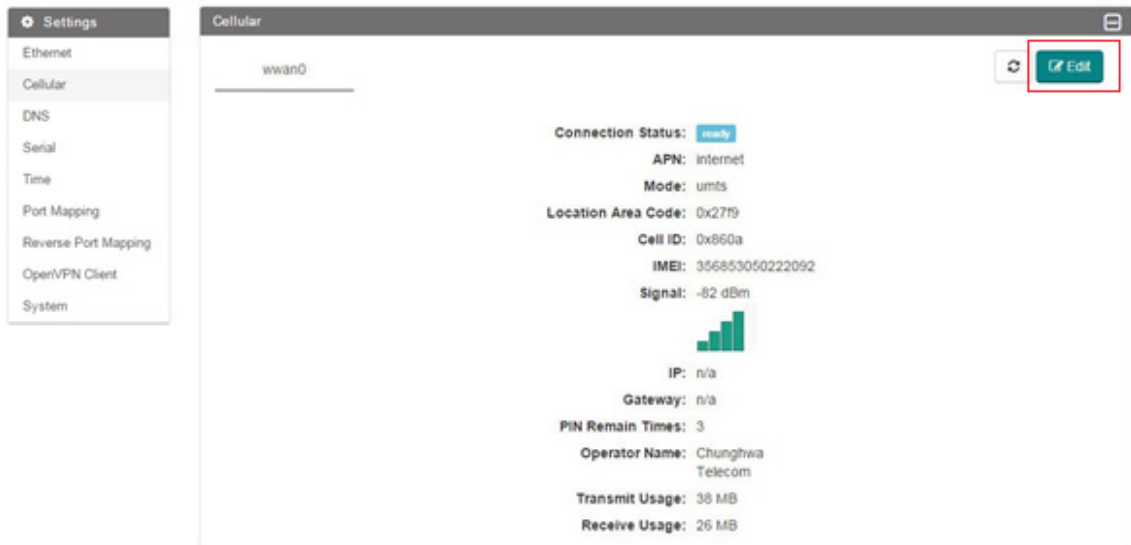 Settings
Ethernet
Cellular
DNS
Serial
Time
Port Mapping
Reverse Port Mapping
OpenVPN Client
System
Cellular
wwan0
Edit
Connection Status: ready
APN: internet
Mode: umts
Location Area Code: 0x27f9
Cell ID: 0x860a
IMEI: 356853050222092
Signal: -82 dBm
IP: n/a
Gateway: n/a
PIN Remain Times: 3
Operator Name: Chunghwa
Telecom
Transmit Usage: 38 MB
Receive Usage: 26 MB